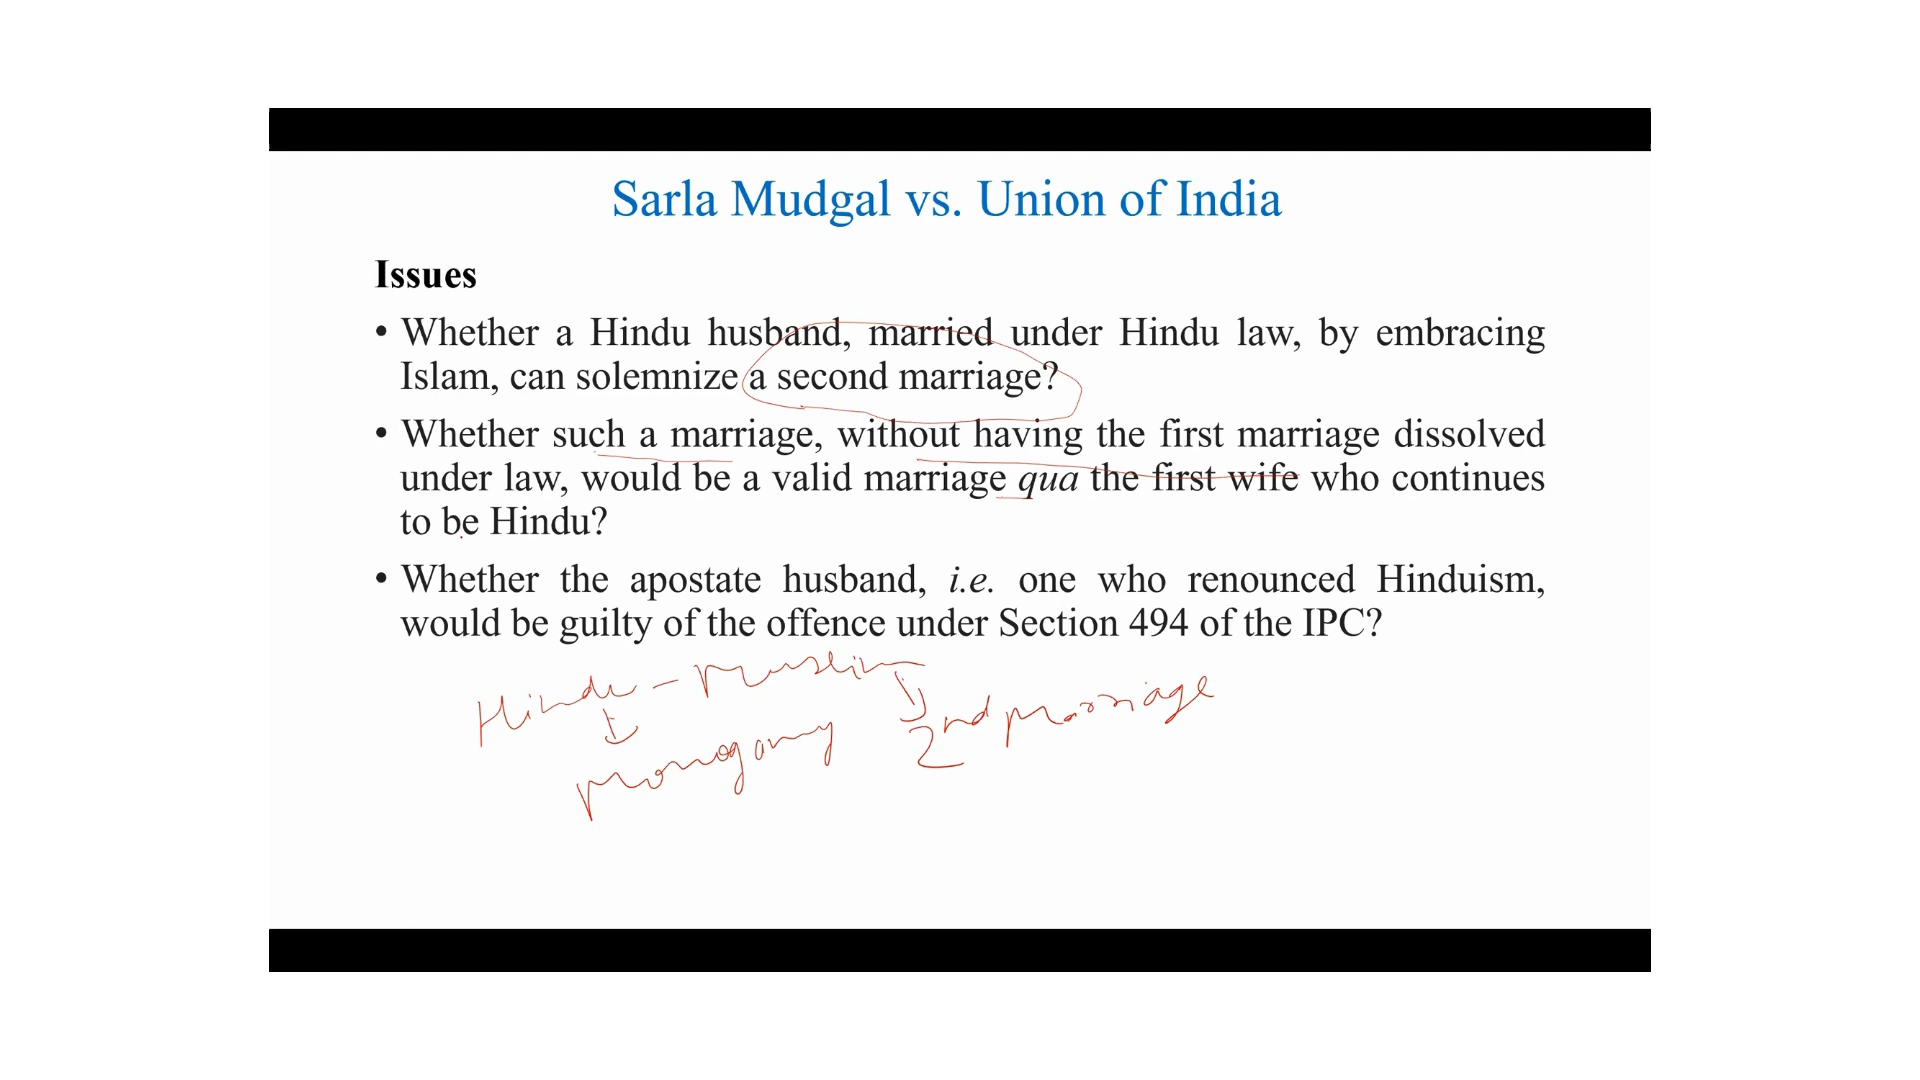 Sarla Mudgal vs. Union of India
Issues
• Whether a Hindu husband, married under Hindu law, by embracing
Islam, can solemnize a second marriage?
• Whether such a marriage, without having the first marriage dissolved
under law, would be a valid marriage qua the first wife who continues
to be Hindu?
• Whether the apostate husband, i.e. one who renounced Hinduism,
would be guilty of the offence under Section 494 of the IPC?
Hindu – Muslim
Monogamy 2nd Marriage